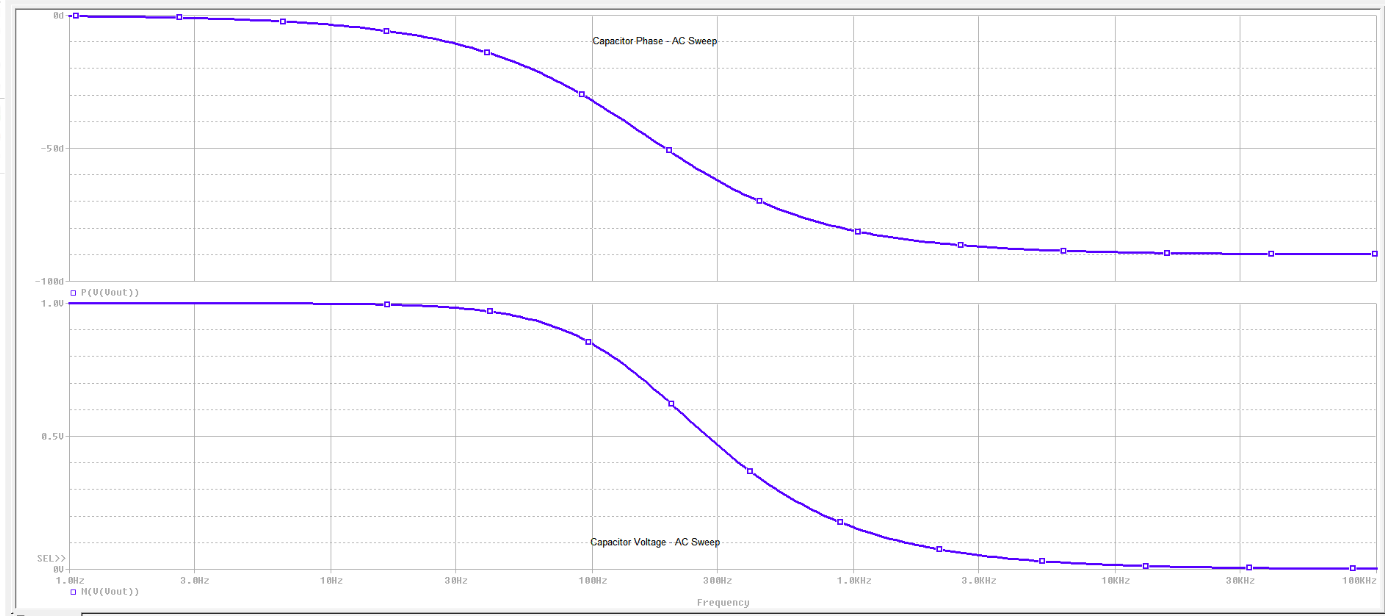 0d
Capacitor Phase - AC Sweep
-50d
-100d
P(V(Vout))
1.0V
0.5V
Capacitor Voltage - AC Sweep
SEL>>
0V
1.0Hz 3.0Hz 10Hz 30Hz 100Hz 300Hz 1.0KHz 3.0KHz 10KHz 30KHz 100KHz
M(V(Vout))
Frequency